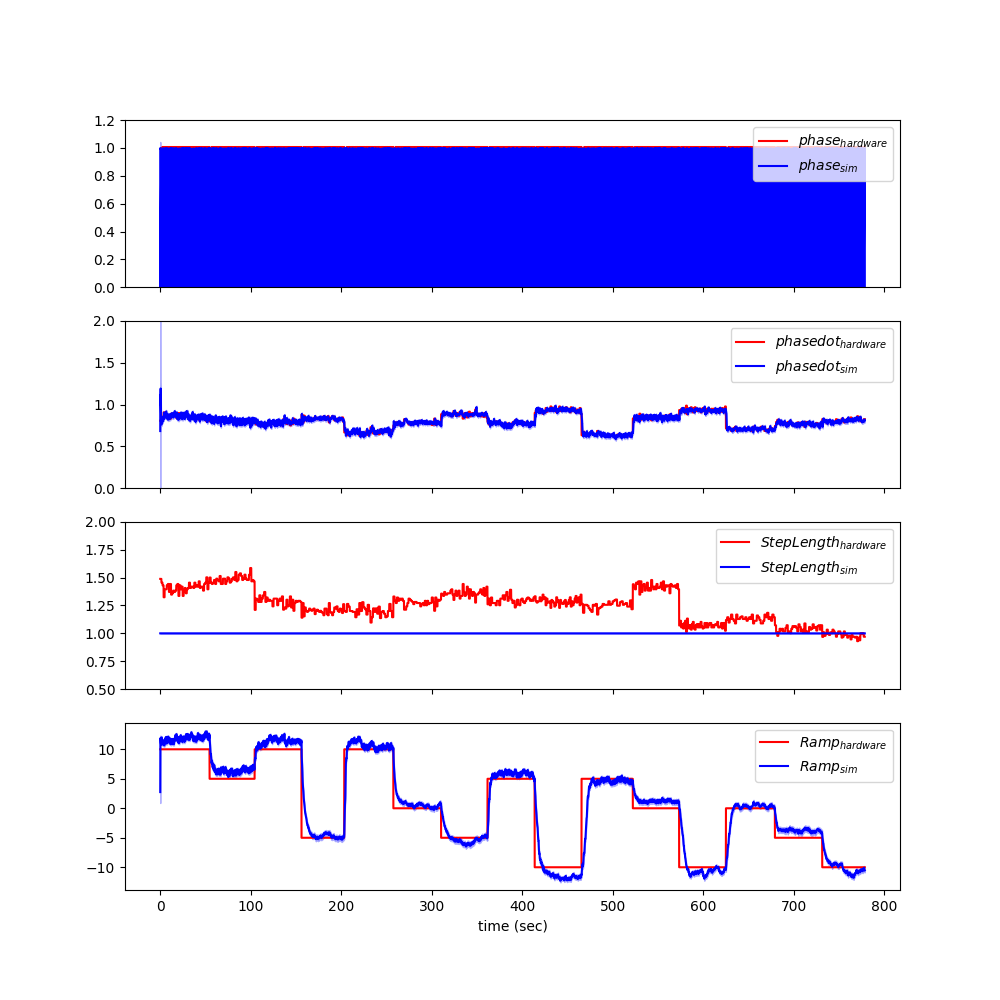 1.2
1.0
0.8
0.6
0.4
0.2
0.0
phase_hardware
phase_sim
2.0
1.5
1.0
0.5
0.0
phasedot_hardware
phasedot_sim
2.00
1.75
1.50
1.25
1.00
0.75
0.50
StepLength_hardware
StepLength_sim
10
5
0
−5
−10
Ramp_hardware
Ramp_sim
0 100 200 300 400 500 600 700 800
time (sec)